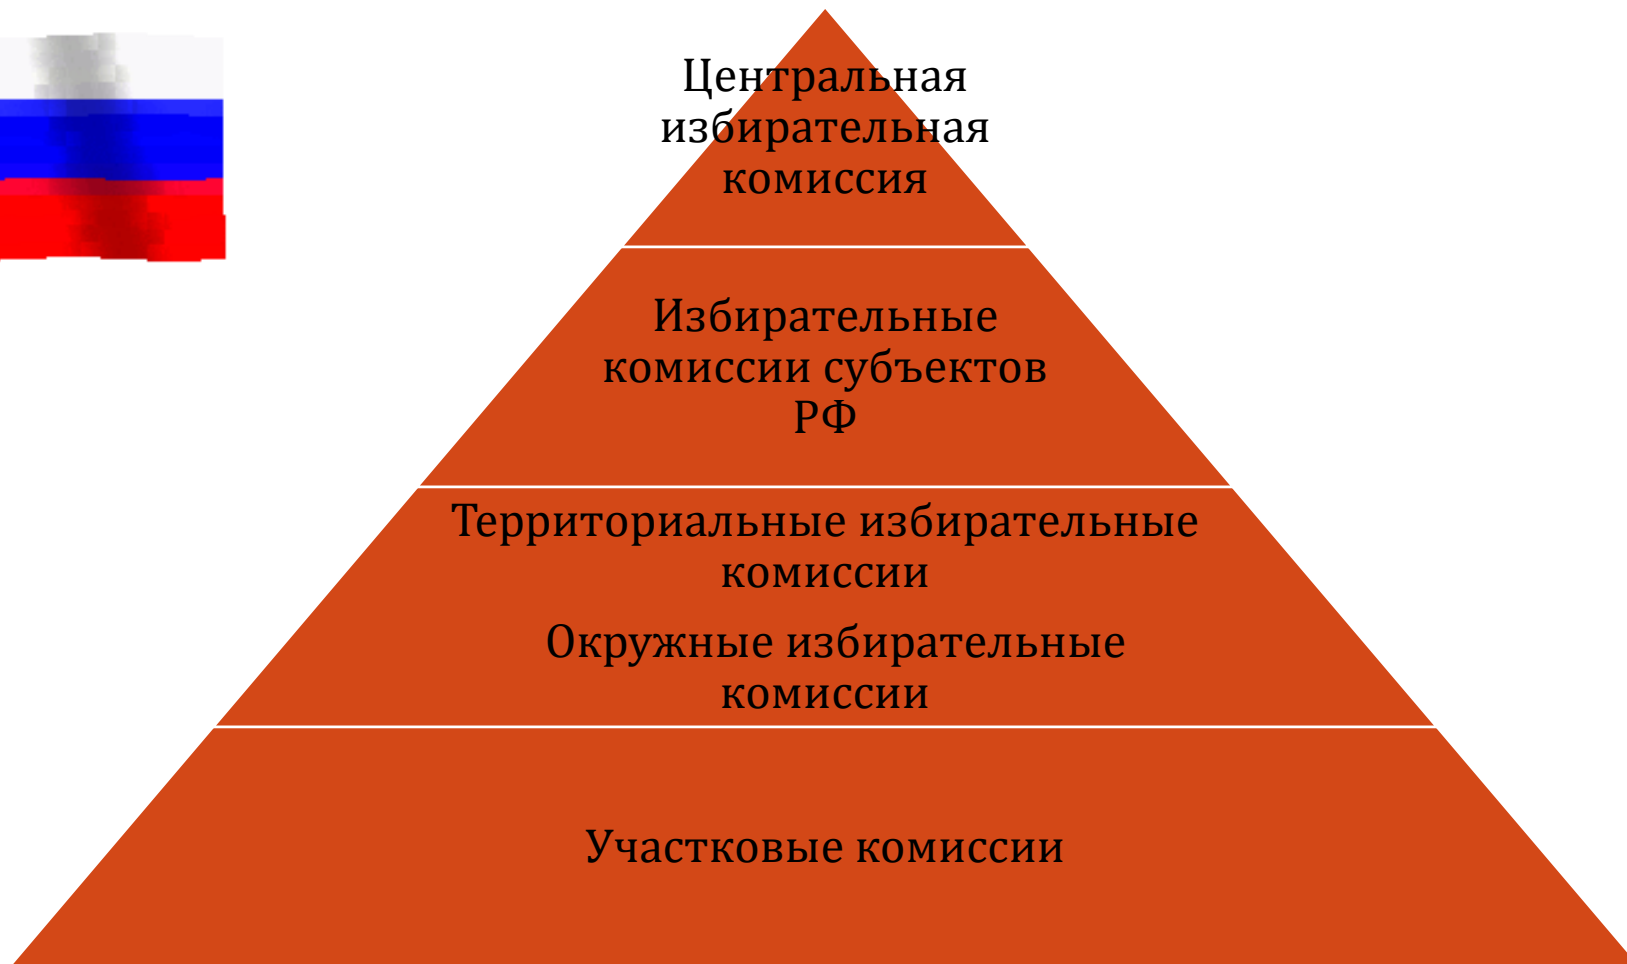 Центральная
избирательная
комиссия
Избирательные
комиссии субъектов
РФ
Территориальные избирательные
комиссии
Окружные избирательные
комиссии
Участковые комиссии